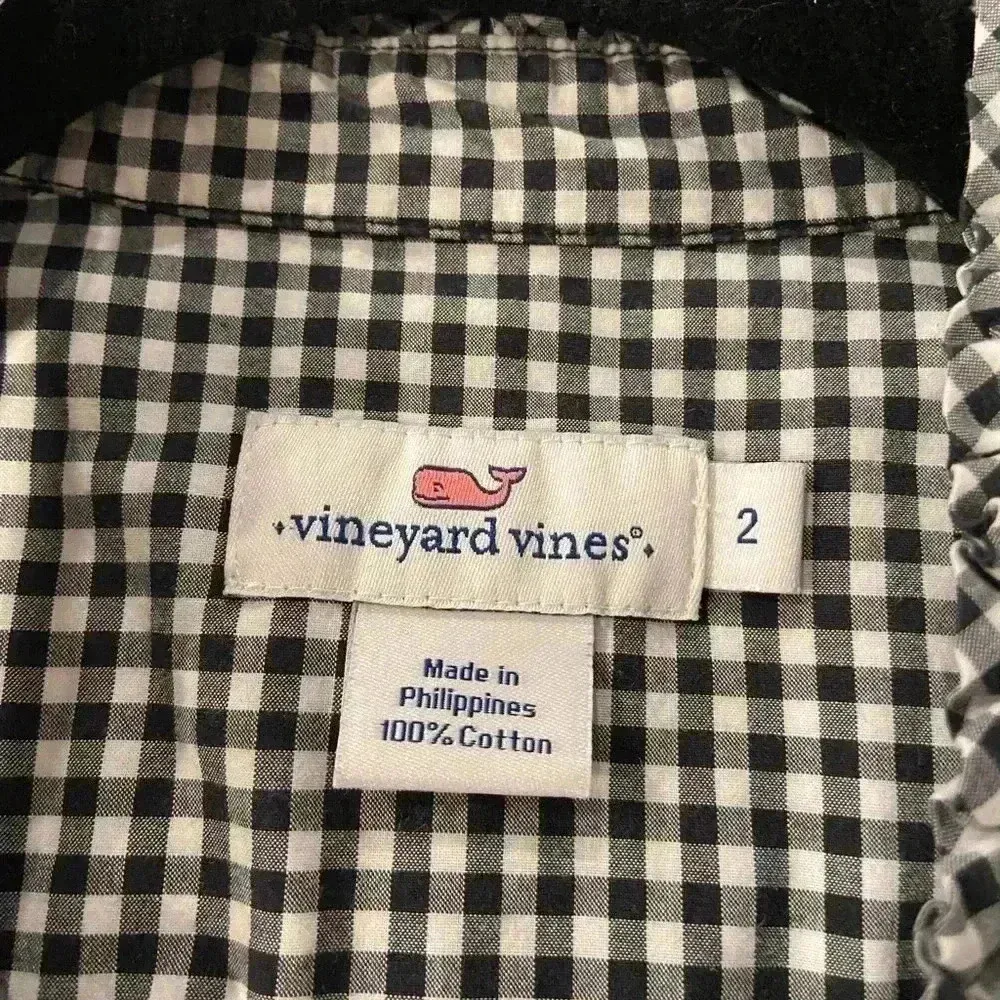 vineyard vines®
2
Made in
Philippines
100% Cotton